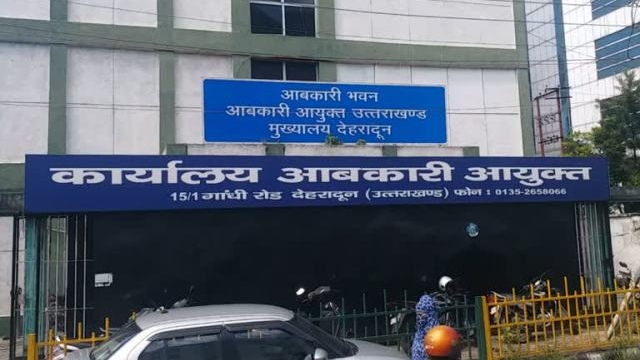 आबकारी भवन
आबकारी आयुक्त उत्तराखण्ड
मुख्यालय देहरादून
कार्यालय आबकारी आयुक्त
15/1 गांधी रोड देहरादून (उत्तराखण्ड) फोन : 0135-2658066